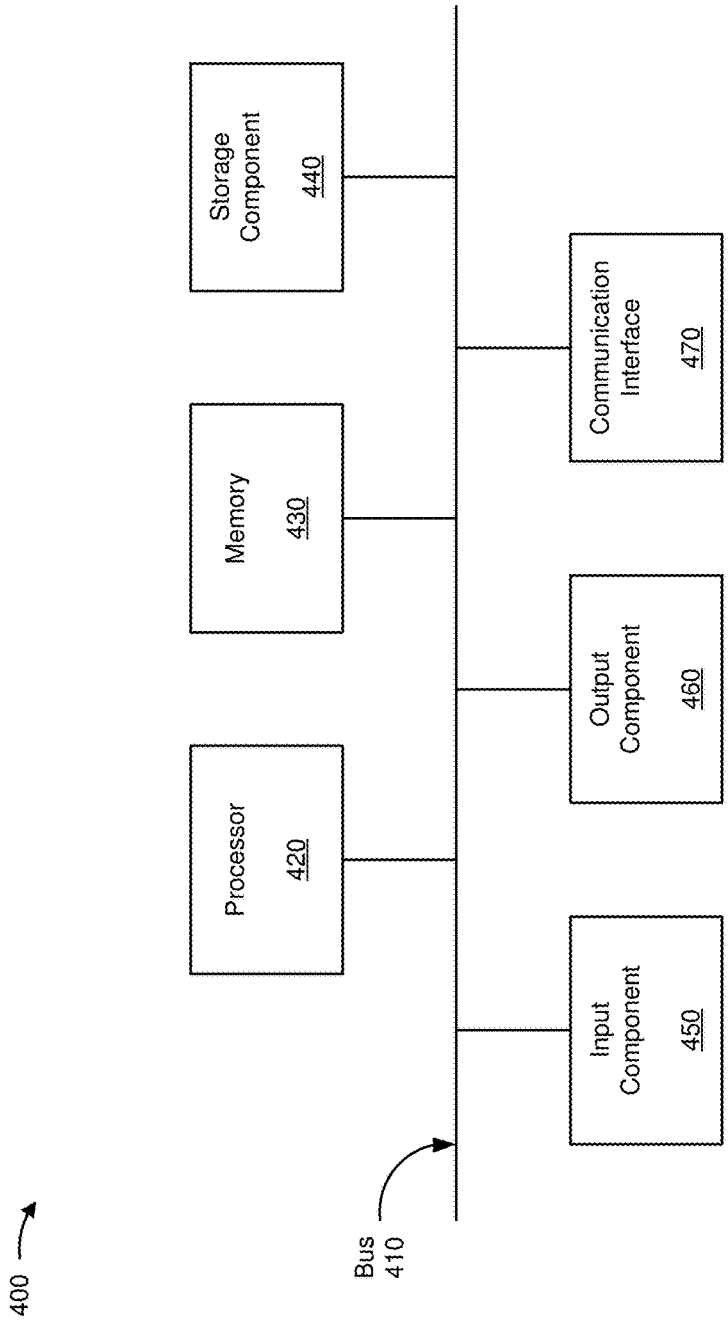 400
Processor
420
Memory
430
Storage
Component
440
Bus
410
Input
Component
450
Output
Component
460
Communication
Interface
470